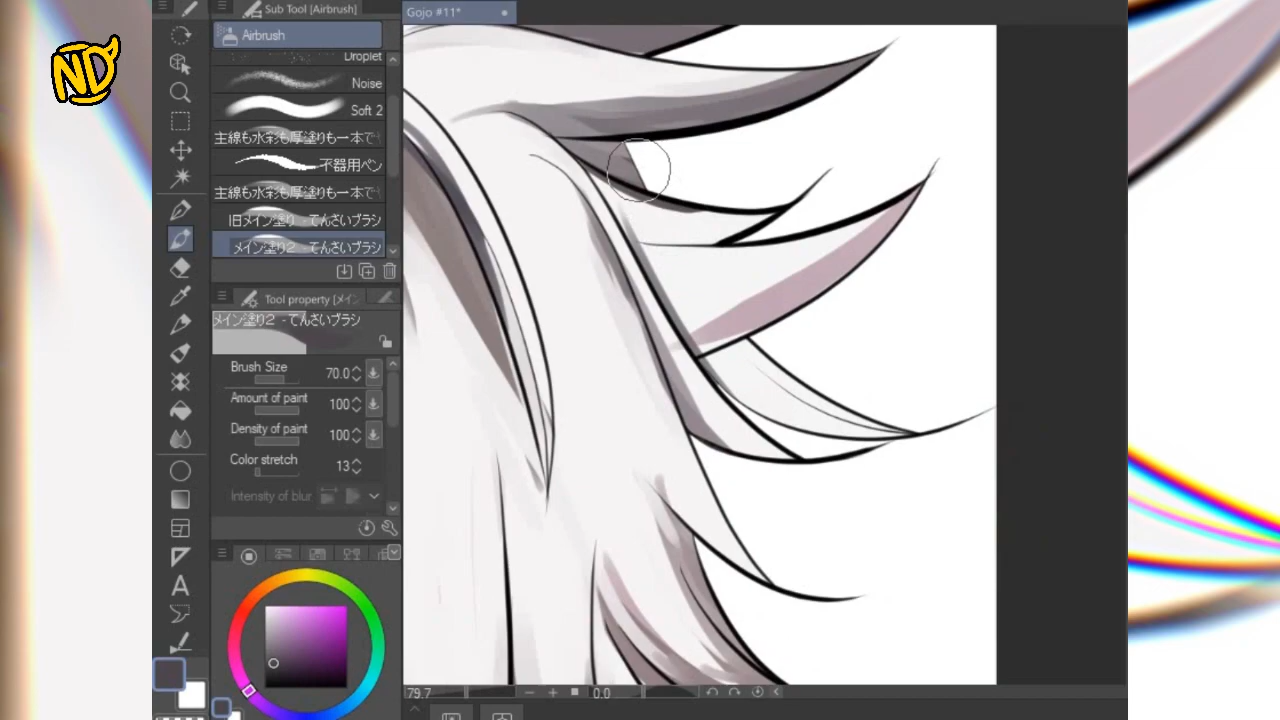 ND
Sub Tool [Airbrush]
Gojo #11*
Airbrush
Droplet
Noise
Soft 2
主線も水彩も厚塗りも一本で
不器用ペン
主線も水彩も厚塗りも一本で
旧メイン塗り -てんさいブラシ
メイン塗り2 -てんさいブラシ
Tool property [メイ
メイン塗り2 -てんさいブラシ
Brush Size 70.0
Amount of paint 100
Density of paint 100
Color stretch 13
Intensity of blur
A
79.7 0.0